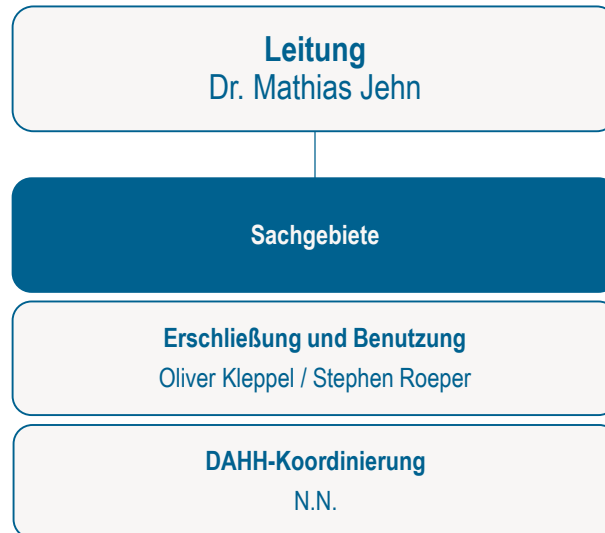 Leitung
Dr. Mathias Jehn
Sachgebiete
Erschließung und Benutzung
Oliver Kleppel / Stephen Roeper
DAHH-Koordinierung
N.N.